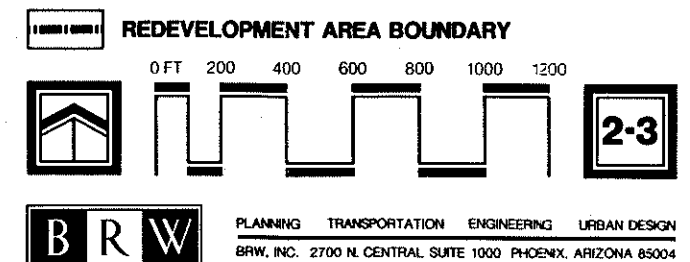 REDEVELOPMENT AREA BOUNDARY
0 FT 200 400 600 800 1000 1200
2-3
BRW
PLANNING TRANSPORTATION ENGINEERING URBAN DESIGN
BRW, INC. 2700 N. CENTRAL SUITE 1000 PHOENIX, ARIZONA 85004